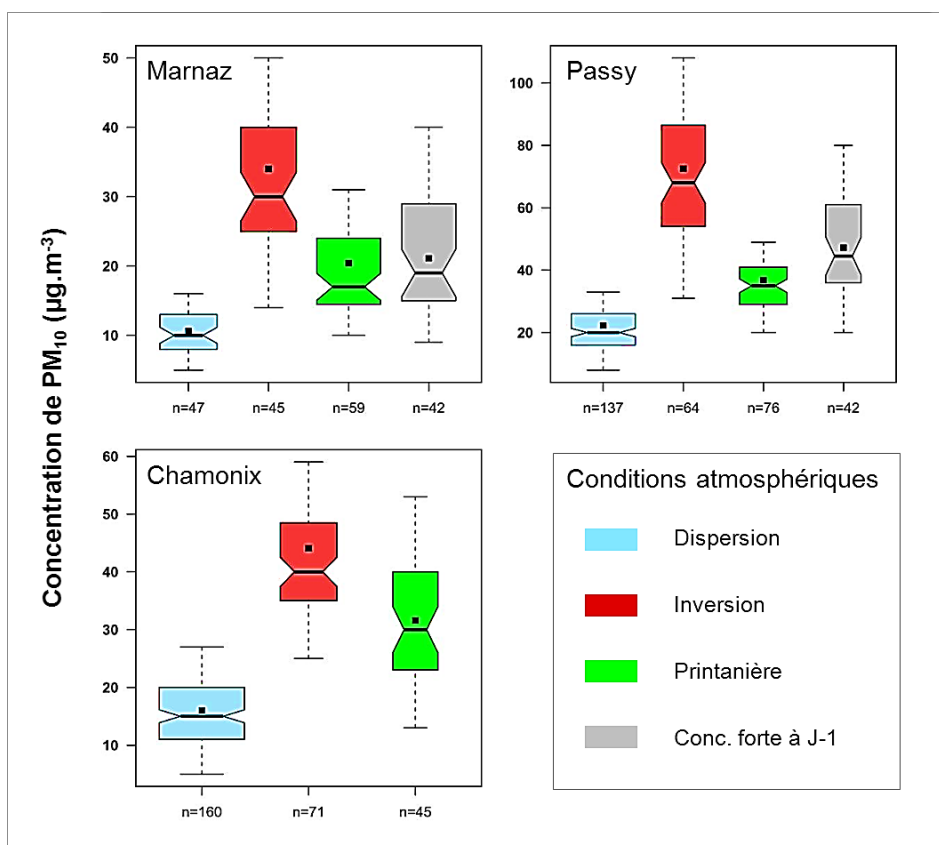 Concentration de PM₁₀ (µg.m⁻³)
Marnaz
50
40
30
20
10
n=47 n=45 n=59 n=42
Passy
100
80
60
40
20
n=137 n=64 n=76 n=42
Chamonix
60
50
40
30
20
10
n=160 n=71 n=45
Conditions atmosphériques
Dispersion
Inversion
Printanière
Conc. forte à J-1